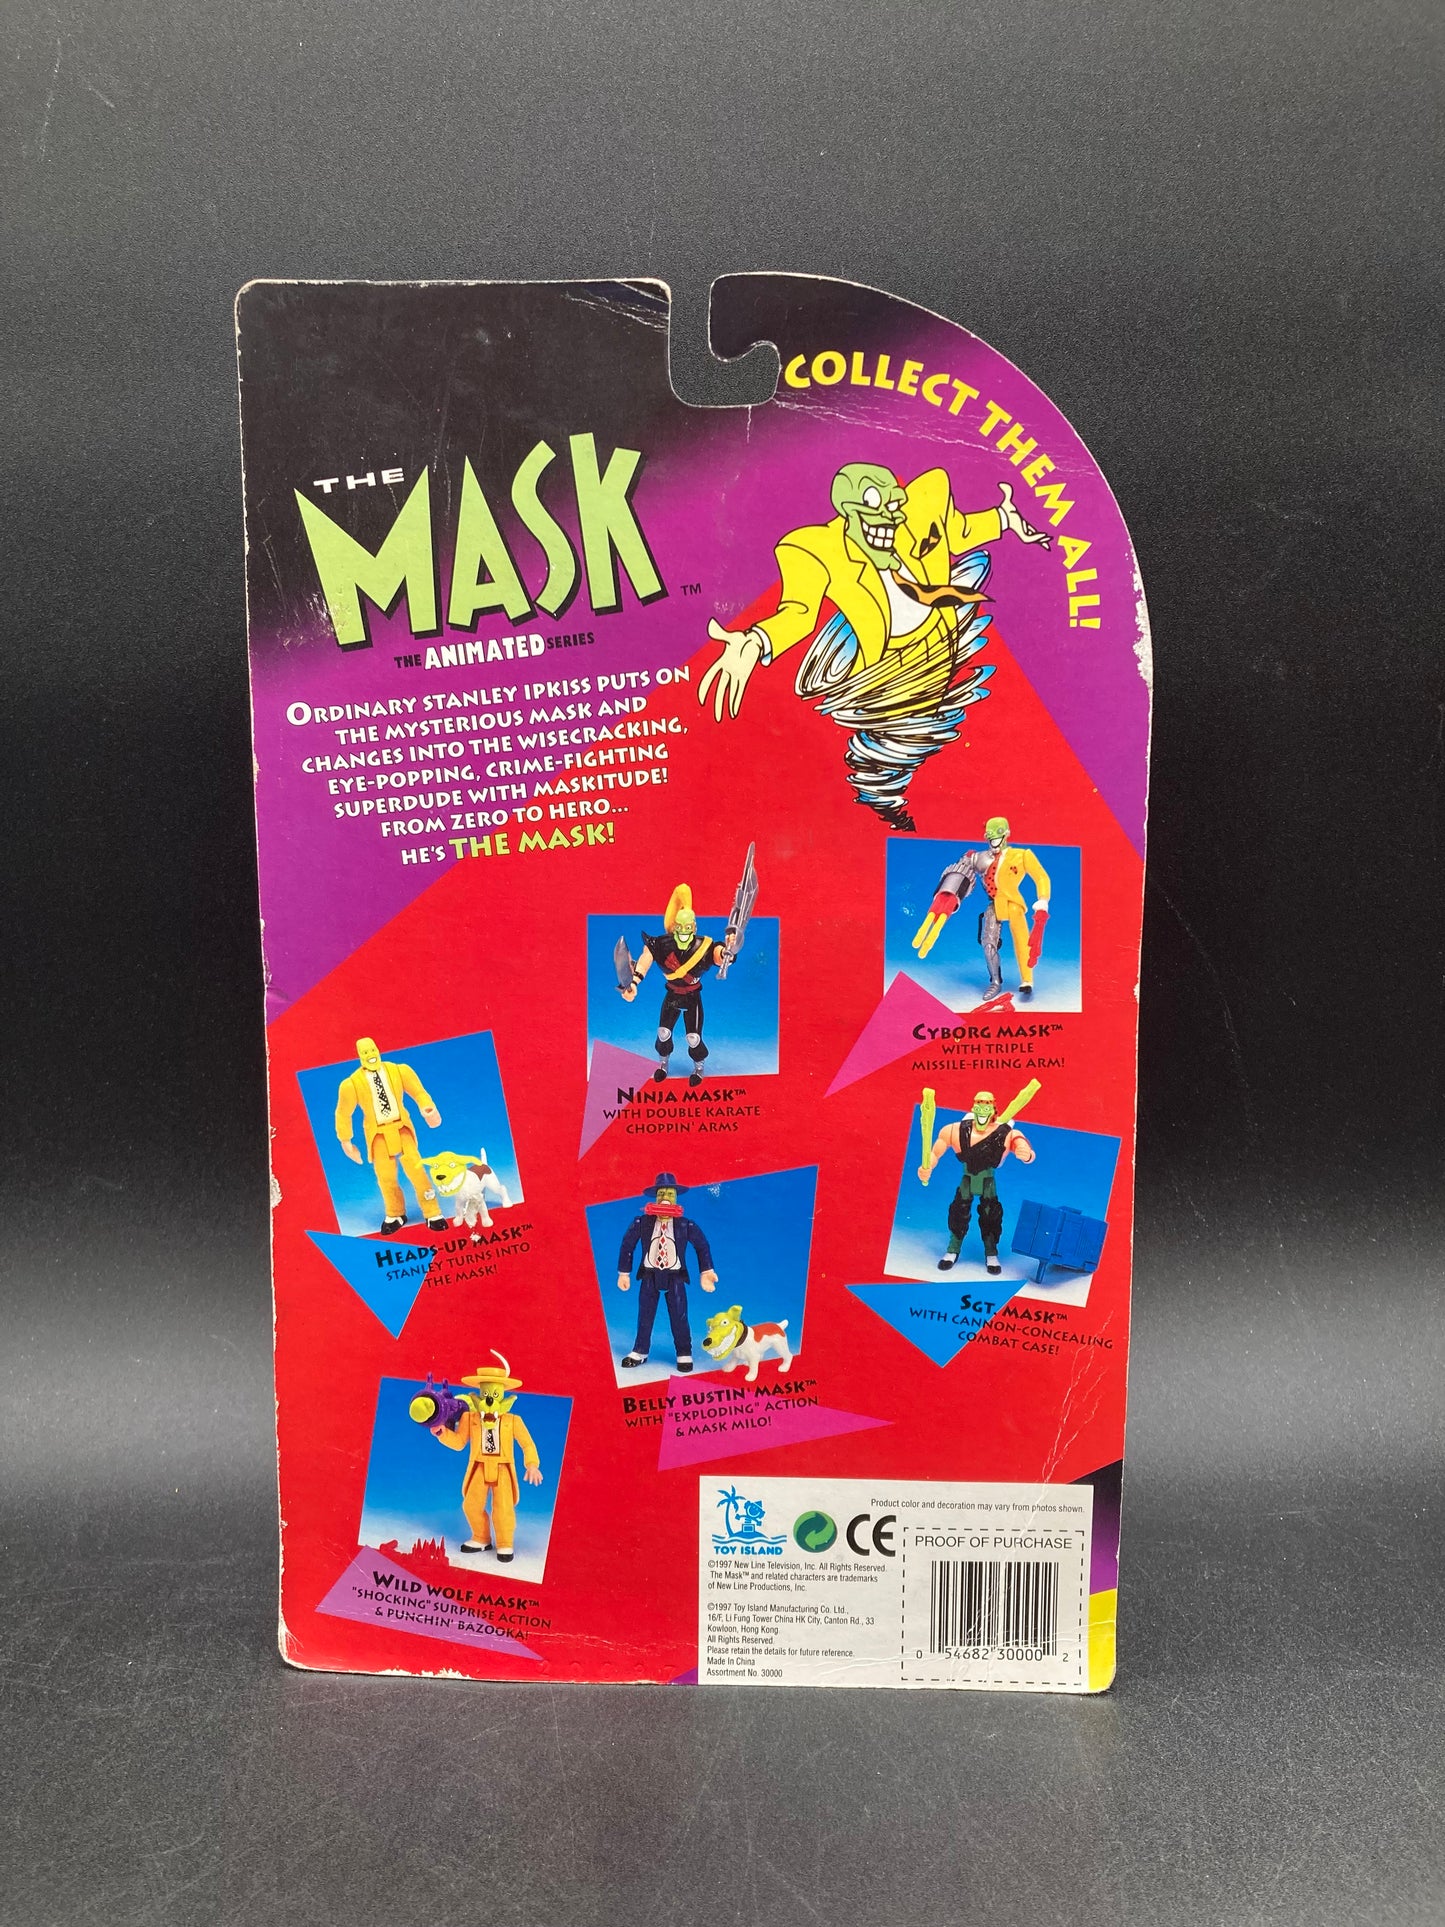 COLLECT THEM ALL!
THE
MASK™
THE ANIMATED SERIES
ORDINARY STANLEY IPKISS PUTS ON
THE MYSTERIOUS MASK AND
CHANGES INTO THE WISECRACKING,
EYE-POPPING, CRIME-FIGHTING
SUPERDUDE WITH MASKITUDE!
FROM ZERO TO HERO...
HE'S THE MASK!
CYBORG MASK™
WITH TRIPLE
MISSILE-FIRING ARM!
NINJA MASK™
WITH DOUBLE KARATE
CHOPPIN' ARMS
HEADS-UP MASK™
STANLEY TURNS INTO
THE MASK!
SGT. MASK™
WITH CANNON-CONCEALING
COMBAT CASE!
BELLY BUSTIN' MASK™
WITH "EXPLODING" ACTION
& MASK MILO!
WILD WOLF MASK™
"SHOCKING" SURPRISE ACTION
& PUNCHIN' BAZOOKA!
Product color and decoration may vary from photos shown.
TOY ISLAND
CE
©1997 New Line Television, Inc. All Rights Reserved.
The Mask™ and related characters are trademarks
of New Line Productions, Inc.
©1997 Toy Island Manufacturing Co. Ltd.,
16/F, Li Fung Tower China HK City, Canton Rd., 33
Kowloon, Hong Kong.
All Rights Reserved.
Please retain the details for future reference.
Made In China
Assortment No. 30000
PROOF OF PURCHASE
0 54682 30000 2